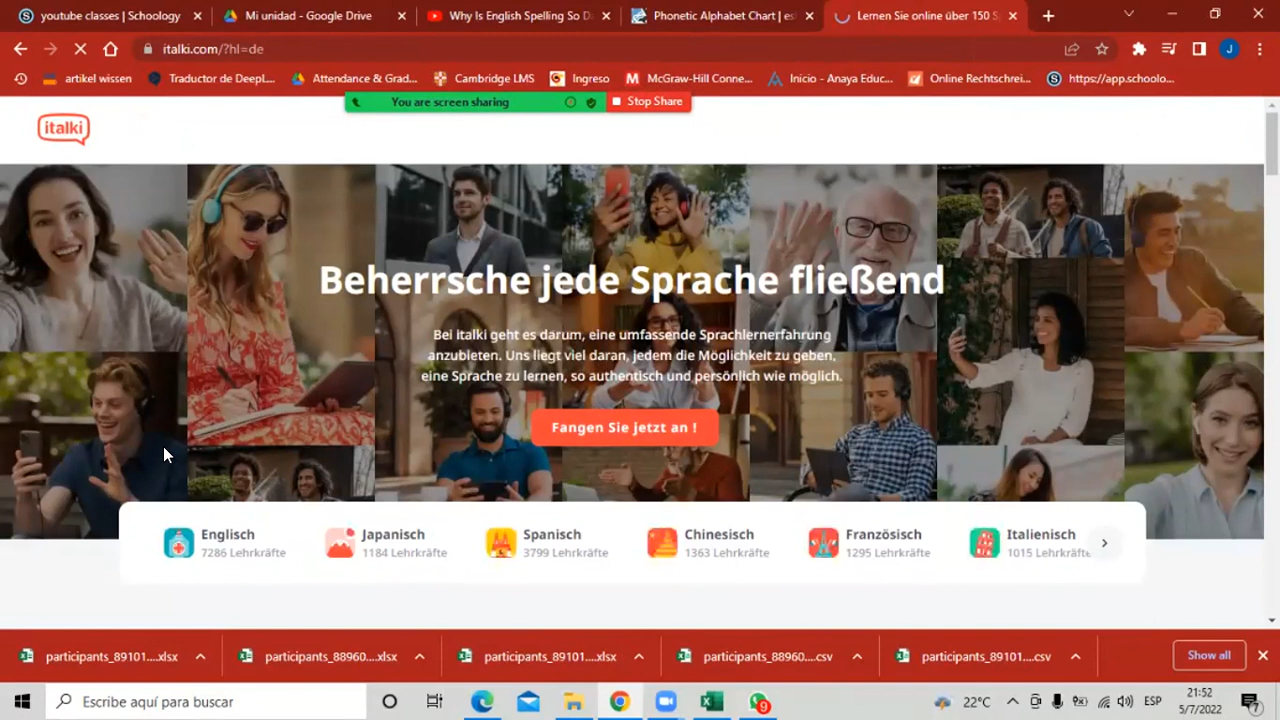 youtube classes | Schoology
Mi unidad - Google Drive
Why Is English Spelling So D
Phonetic Alphabet Chart | es
Lernen Sie online über 150 S
italki.com/?hl=de
J
artikel wissen
Traductor de DeepL...
Attendance & Grad...
Cambridge LMS
Ingreso
McGraw-Hill Conne...
Inicio - Anaya Educ...
Online Rechtschrei...
https://app.schoolo...
You are screen sharing
Stop Share
italki
Beherrsche jede Sprache fließend
Bei italki geht es darum, eine umfassende Sprachlernerfahrung
anzubieten. Uns liegt viel daran, jedem die Möglichkeit zu geben,
eine Sprache zu lernen, so authentisch und persönlich wie möglich.
Fangen Sie jetzt an !
Englisch
7286 Lehrkräfte
Japanisch
1184 Lehrkräfte
Spanisch
3799 Lehrkräfte
Chinesisch
1363 Lehrkräfte
Französisch
1295 Lehrkräfte
Italienisch
1015 Lehrkräfte
participants_89101....xlsx
participants_88960....xlsx
participants_89101....xlsx
participants_88960....csv
participants_89101....csv
Show all
Escribe aquí para buscar
9
22°C
ESP
21:52
5/7/2022
7